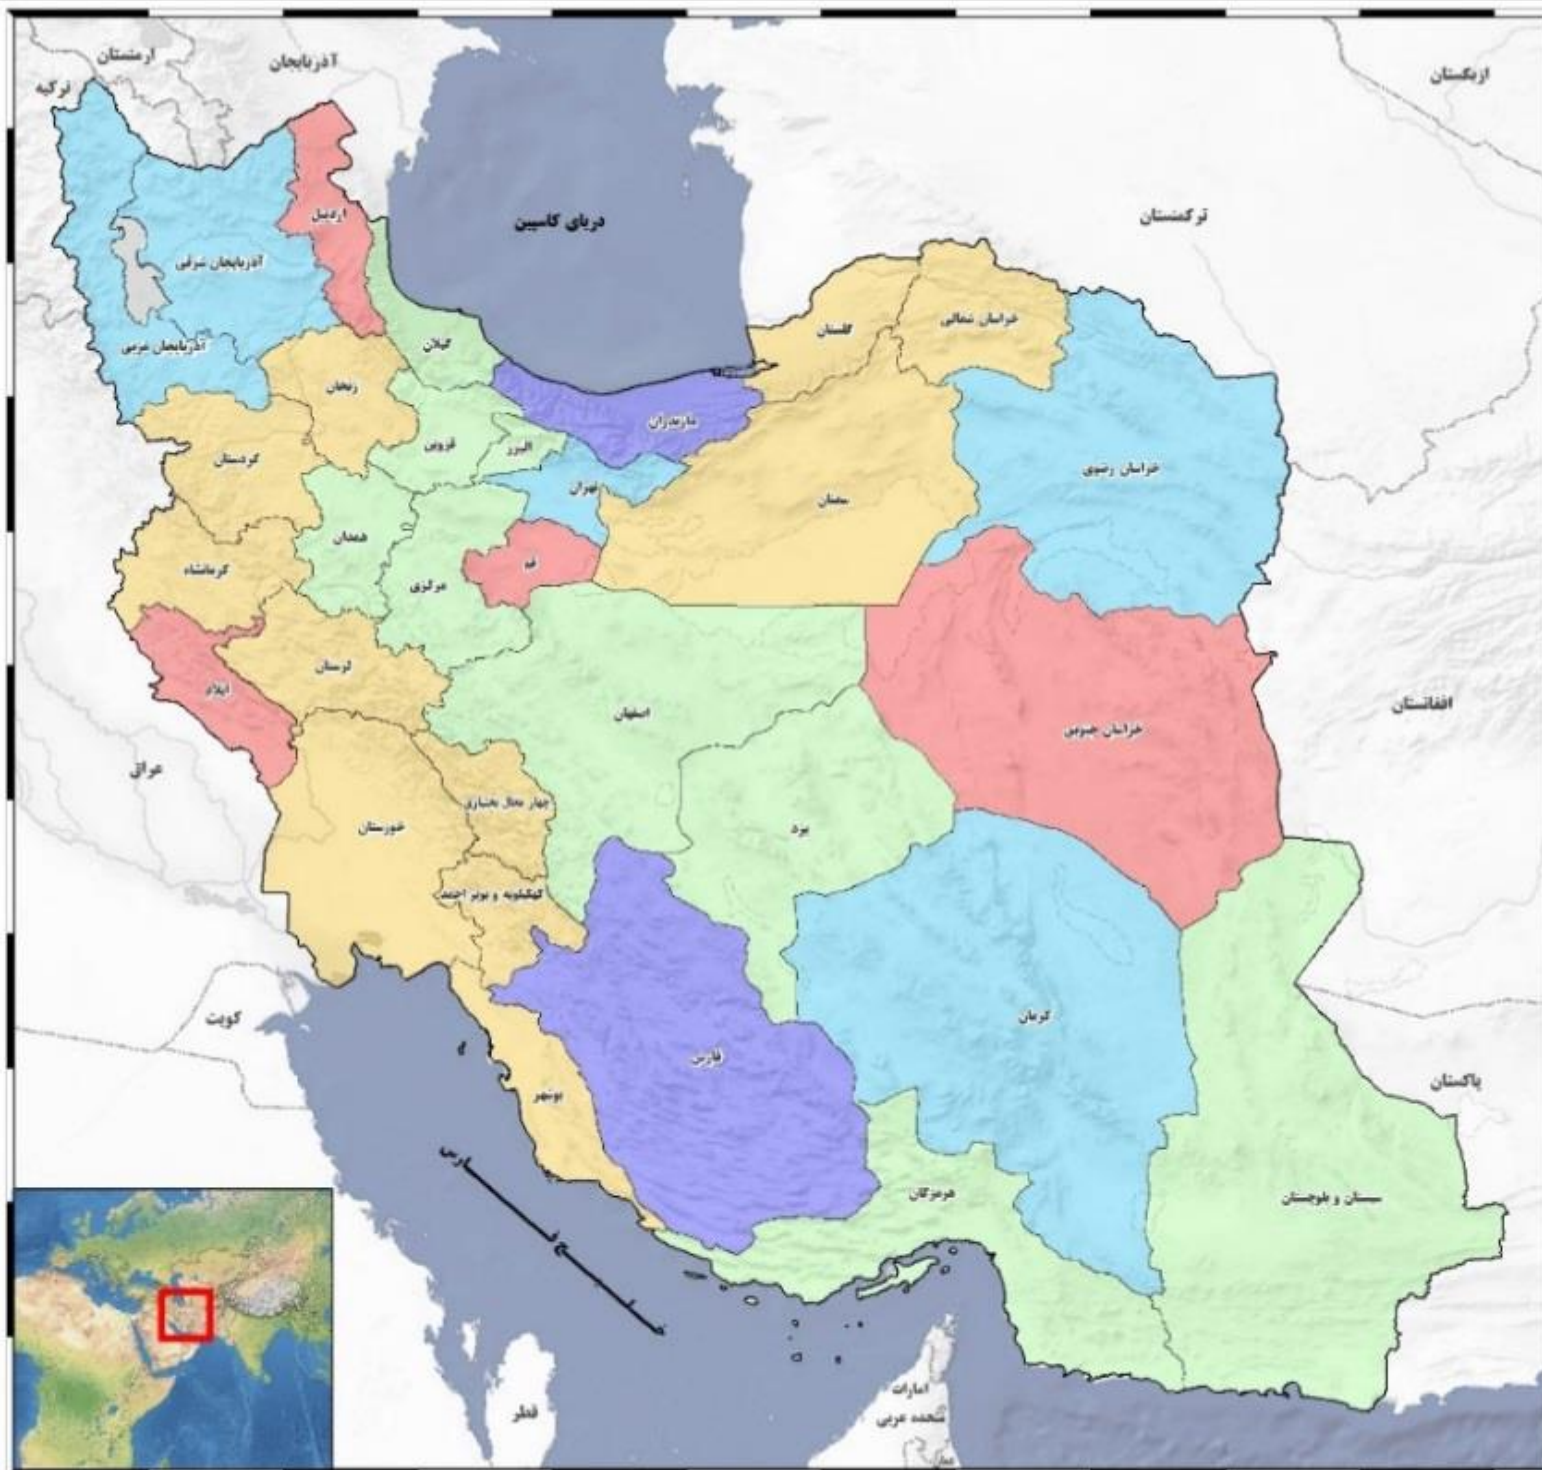 ارمنستان
آذربایجان
ترکیه
ازبکستان
اردبیل
دریای کاسپین
ترکمنستان
آذربایجان شرقی
آذربایجان غربی
گیلان
گلستان
خراسان شمالی
زنجان
مازندران
قزوین
البرز
کردستان
تهران
سمنان
خراسان رضوی
همدان
کرمانشاه
مرکزی
قم
لرستان
ایلام
اصفهان
خراسان جنوبی
افغانستان
عراق
خوزستان
چهار محال بختیاری
یزد
کهگیلویه و بویر احمد
کویت
کرمان
فارس
بوشهر
پاکستان
خلیج فارس
هرمزگان
سیستان و بلوچستان
قطر
امارات
متحده عربی
عمان